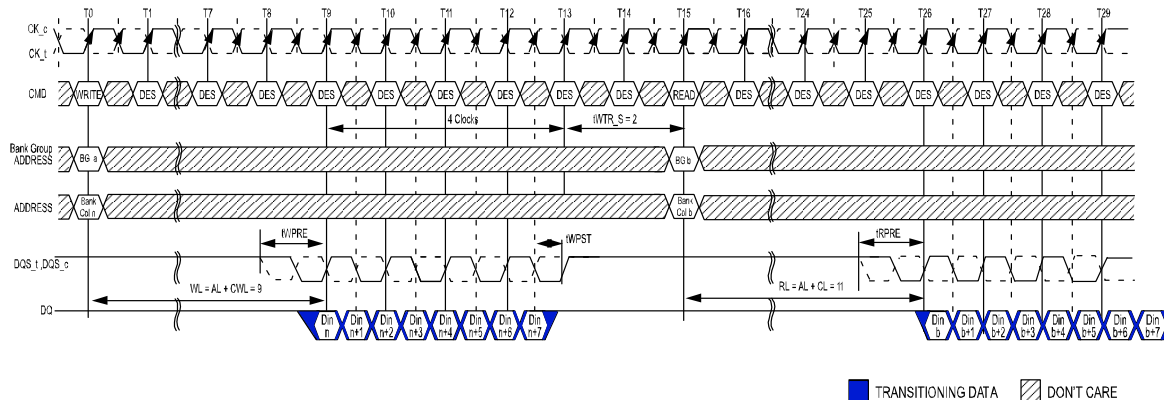 T0 T1 T7 T8 T9 T10 T11 T12 T13 T14 T15 T16 T24 T25 T26 T27 T28 T29
CK_c
CK_t
CMD WRITE DES DES DES DES DES DES DES DES DES READ DES DES DES DES DES DES DES
4 Clocks tWTR_S = 2
Bank Group
ADDRESS
BG a BG b
ADDRESS
Bank
Col n
Bank
Col b
tWPRE tWPST tRPRE
DQS_t ,DQS_c
WL = AL + CWL = 9 RL = AL + CL = 11
DQ
Din
n
Din
n+1
Din
n+2
Din
n+3
Din
n+4
Din
n+5
Din
n+6
Din
n+7
Din
b
Din
b+1
Din
b+2
Din
b+3
Din
b+4
Din
b+5
Din
b+6
Din
b+7
TRANSITIONING DATA DON'T CARE